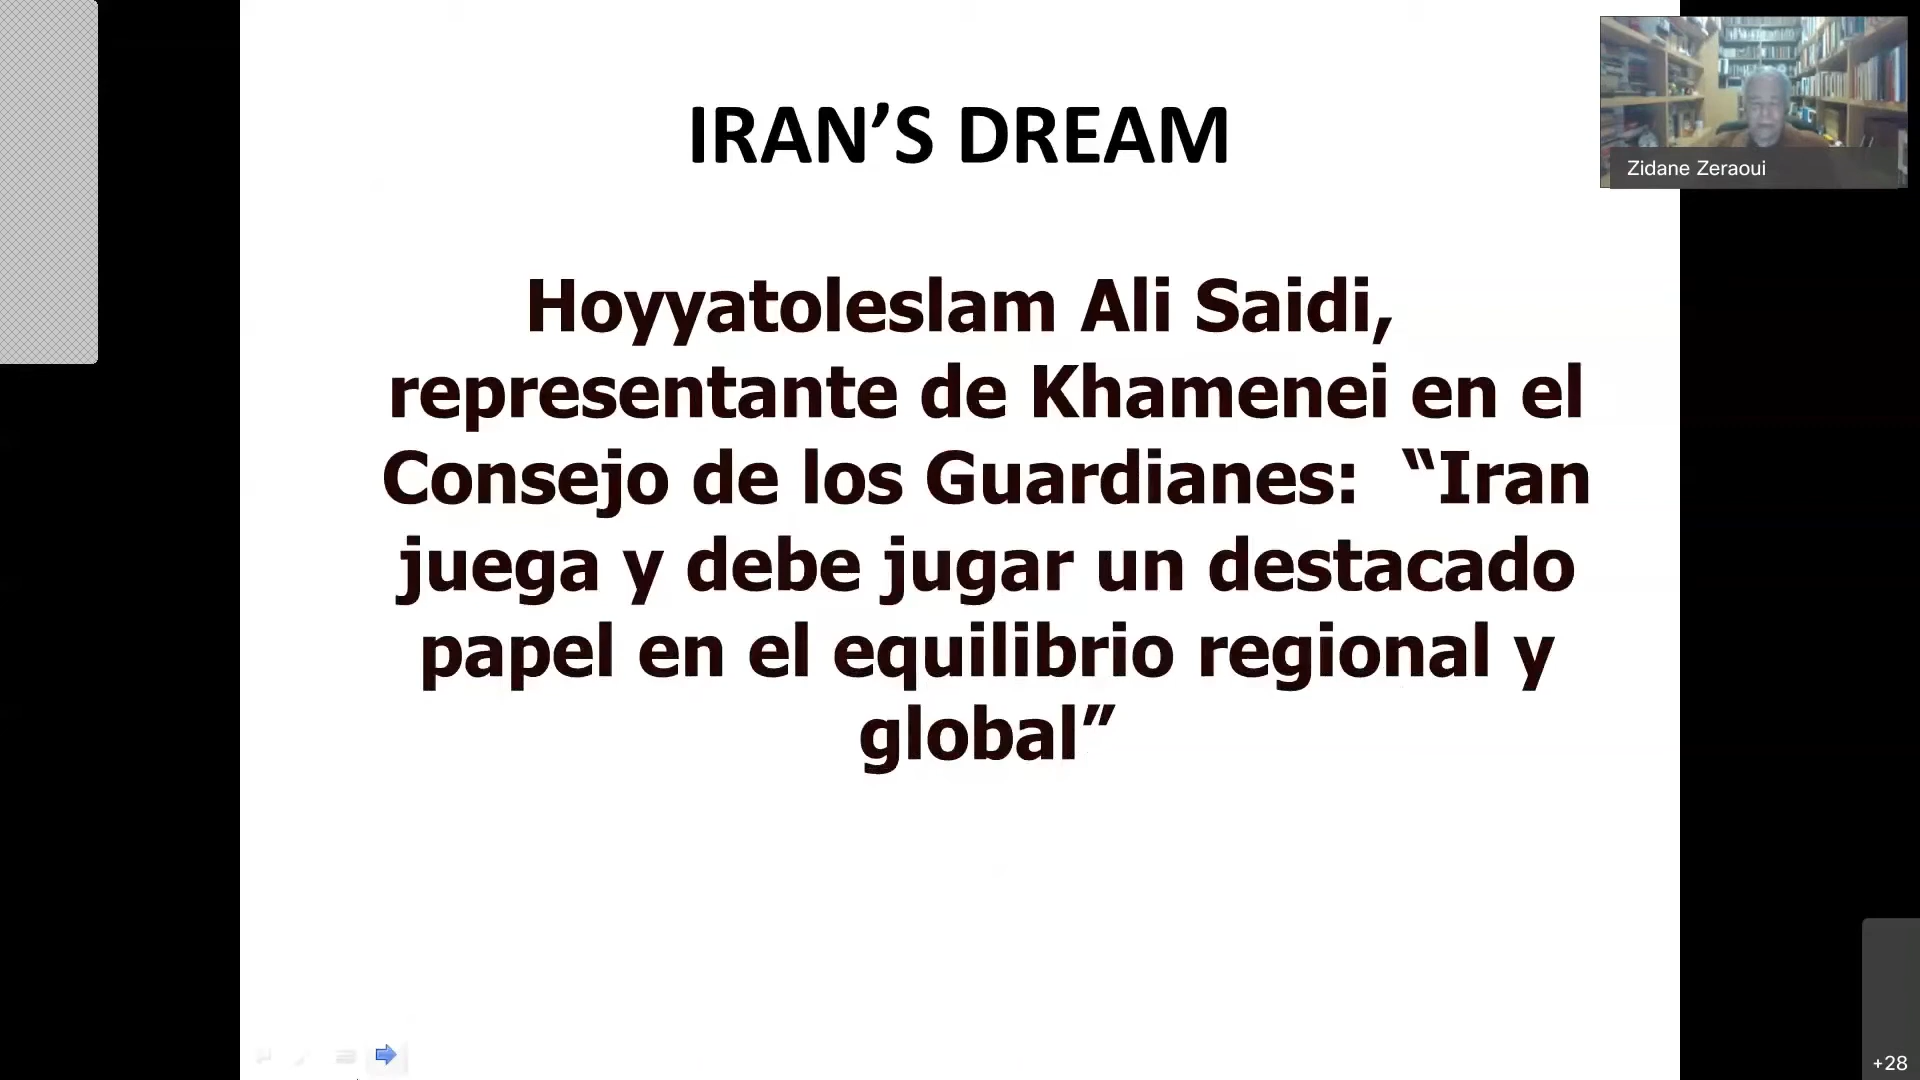 IRAN’S DREAM
Zidane Zeraoui
Hoyyatoleslam Ali Saidi,
representante de Khamenei en el
Consejo de los Guardianes:  “Iran
juega y debe jugar un destacado
papel en el equilibrio regional y
global”
+28